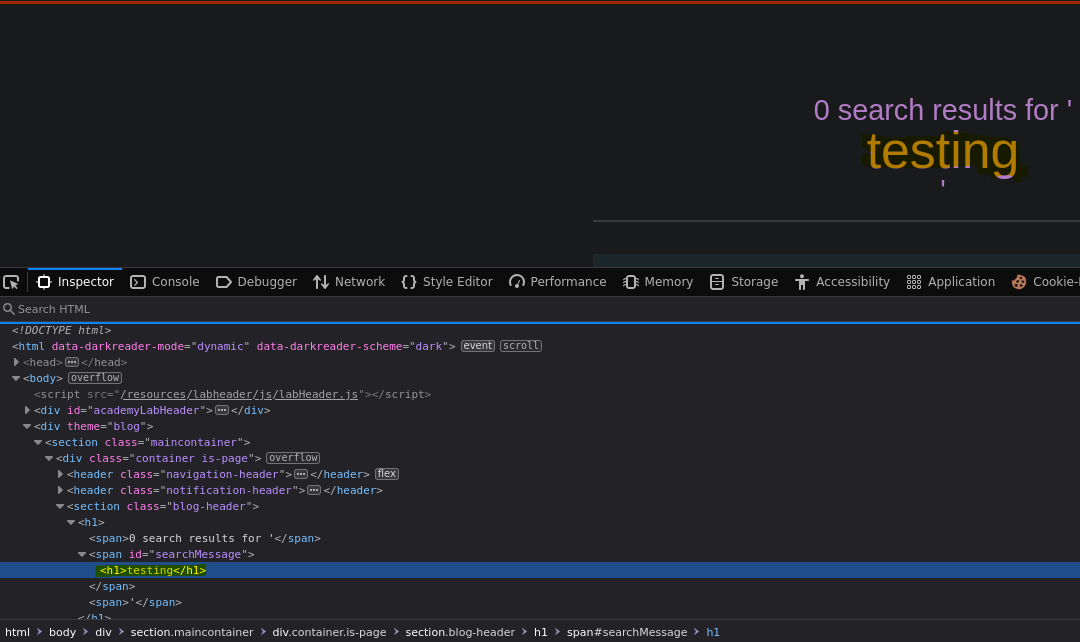 0 search results for '
testing
'
Inspector Console Debugger Network Style Editor Performance Memory Storage Accessibility Application
Search HTML
<!DOCTYPE html>
<html data-darkreader-mode="dynamic" data-darkreader-scheme="dark"> event scroll
<head> ••• </head>
<body> overflow
<script src="/resources/labheader/js/labHeader.js"></script>
<div id="academyLabHeader"> ••• </div>
<div theme="blog">
<section class="maincontainer">
<div class="container is-page"> overflow
<header class="navigation-header"> ••• </header> flex
<header class="notification-header"> ••• </header>
<section class="blog-header">
<h1>
<span>0 search results for '</span>
<span id="searchMessage">
<h1>testing</h1>
</span>
<span>'</span>
</h1>
html > body > div > section.maincontainer > div.container.is-page > section.blog-header > h1 > span#searchMessage > h1